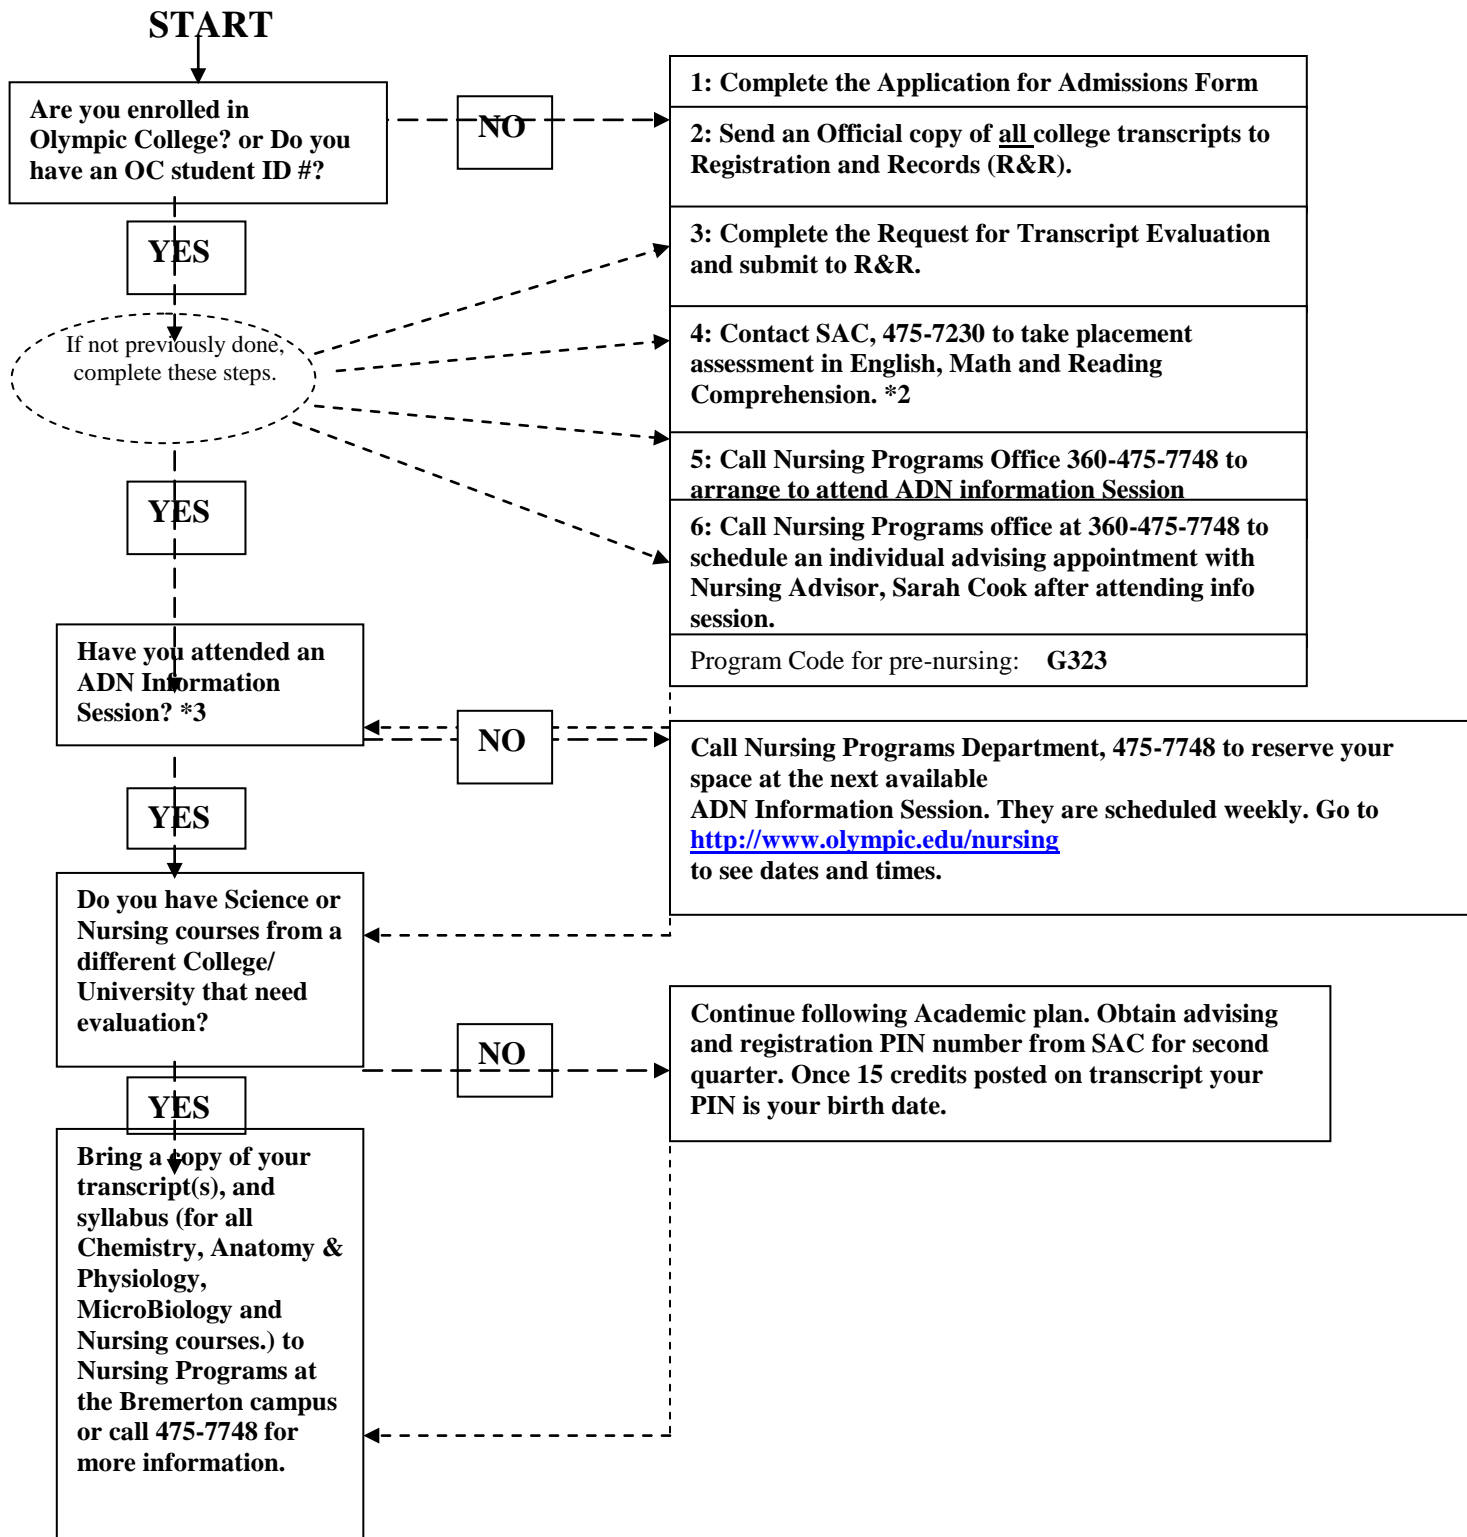 START
Are you enrolled in
Olympic College? or Do you
have an OC student ID #?
NO
1: Complete the Application for Admissions Form
2: Send an Official copy of all college transcripts to
Registration and Records (R&R).
YES
3: Complete the Request for Transcript Evaluation
and submit to R&R.
If not previously done,
complete these steps.
4: Contact SAC, 475-7230 to take placement
assessment in English, Math and Reading
Comprehension. *2
5: Call Nursing Programs Office 360-475-7748 to
arrange to attend ADN information Session
YES
6: Call Nursing Programs office at 360-475-7748 to
schedule an individual advising appointment with
Nursing Advisor, Sarah Cook after attending info
session.
Program Code for pre-nursing: G323
Have you attended an
ADN Information
Session? *3
NO
Call Nursing Programs Department, 475-7748 to reserve your
space at the next available
ADN Information Session. They are scheduled weekly. Go to
http://www.olympic.edu/nursing
to see dates and times.
YES
Do you have Science or
Nursing courses from a
different College/
University that need
evaluation?
NO
Continue following Academic plan. Obtain advising
and registration PIN number from SAC for second
quarter. Once 15 credits posted on transcript your
PIN is your birth date.
YES
Bring a copy of your
transcript(s), and
syllabus (for all
Chemistry, Anatomy &
Physiology,
MicroBiology and
Nursing courses.) to
Nursing Programs at
the Bremerton campus
or call 475-7748 for
more information.